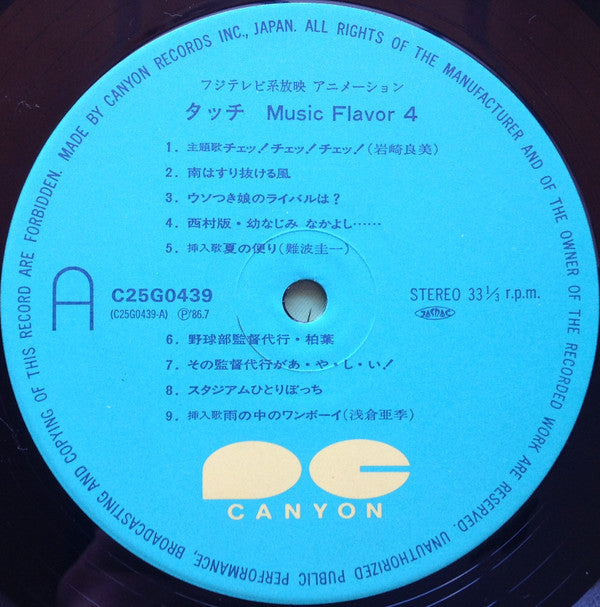 MADE BY CANYON RECORDS INC., JAPAN. ALL RIGHTS OF THE MANUFACTURER AND OF THE OWNER OF THE RECORDED WORK ARE RESERVED. UNAUTHORIZED PUBLIC PERFORMANCE, BROADCASTING AND COPYING OF THIS RECORD ARE FORBIDDEN.
フジテレビ系放映 アニメーション
タッチ Music Flavor 4
1. 主題歌チェッ!チェッ!チェッ!(岩崎良美)
2. 南はすり抜ける風
3. ウソつき娘のライバルは?
4. 西村版・幼なじみ なかよし……
5. 挿入歌夏の便り(難波圭一)
A
C25G0439
(C25G0439-A) Ⓟ'86.7
STEREO 33 1/3 r.p.m.
JASRAC
6. 野球部監督代行・柏葉
7. その監督代行があ・や・し・い!
8. スタジアムひとりぼっち
9. 挿入歌雨の中のワンボーイ(浅倉亜季)
CANYON